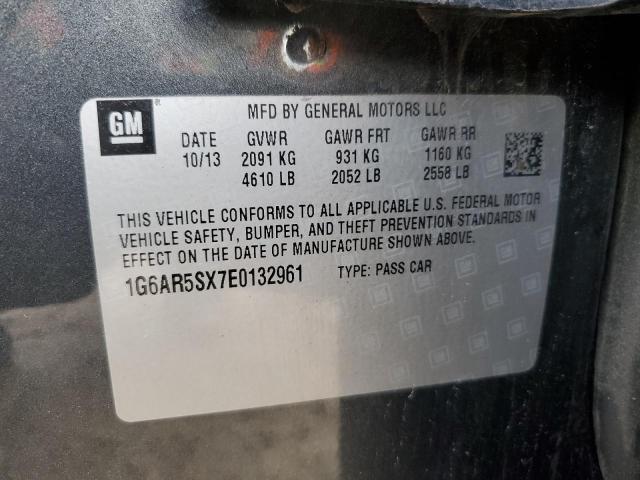 GM
MFD BY GENERAL MOTORS LLC
DATE GVWR GAWR FRT GAWR RR
10/13 2091 KG 931 KG 1160 KG
4610 LB 2052 LB 2558 LB
THIS VEHICLE CONFORMS TO ALL APPLICABLE U.S. FEDERAL MOTOR
VEHICLE SAFETY, BUMPER, AND THEFT PREVENTION STANDARDS IN
EFFECT ON THE DATE OF MANUFACTURE SHOWN ABOVE.
1G6AR5SX7E0132961 TYPE: PASS CAR